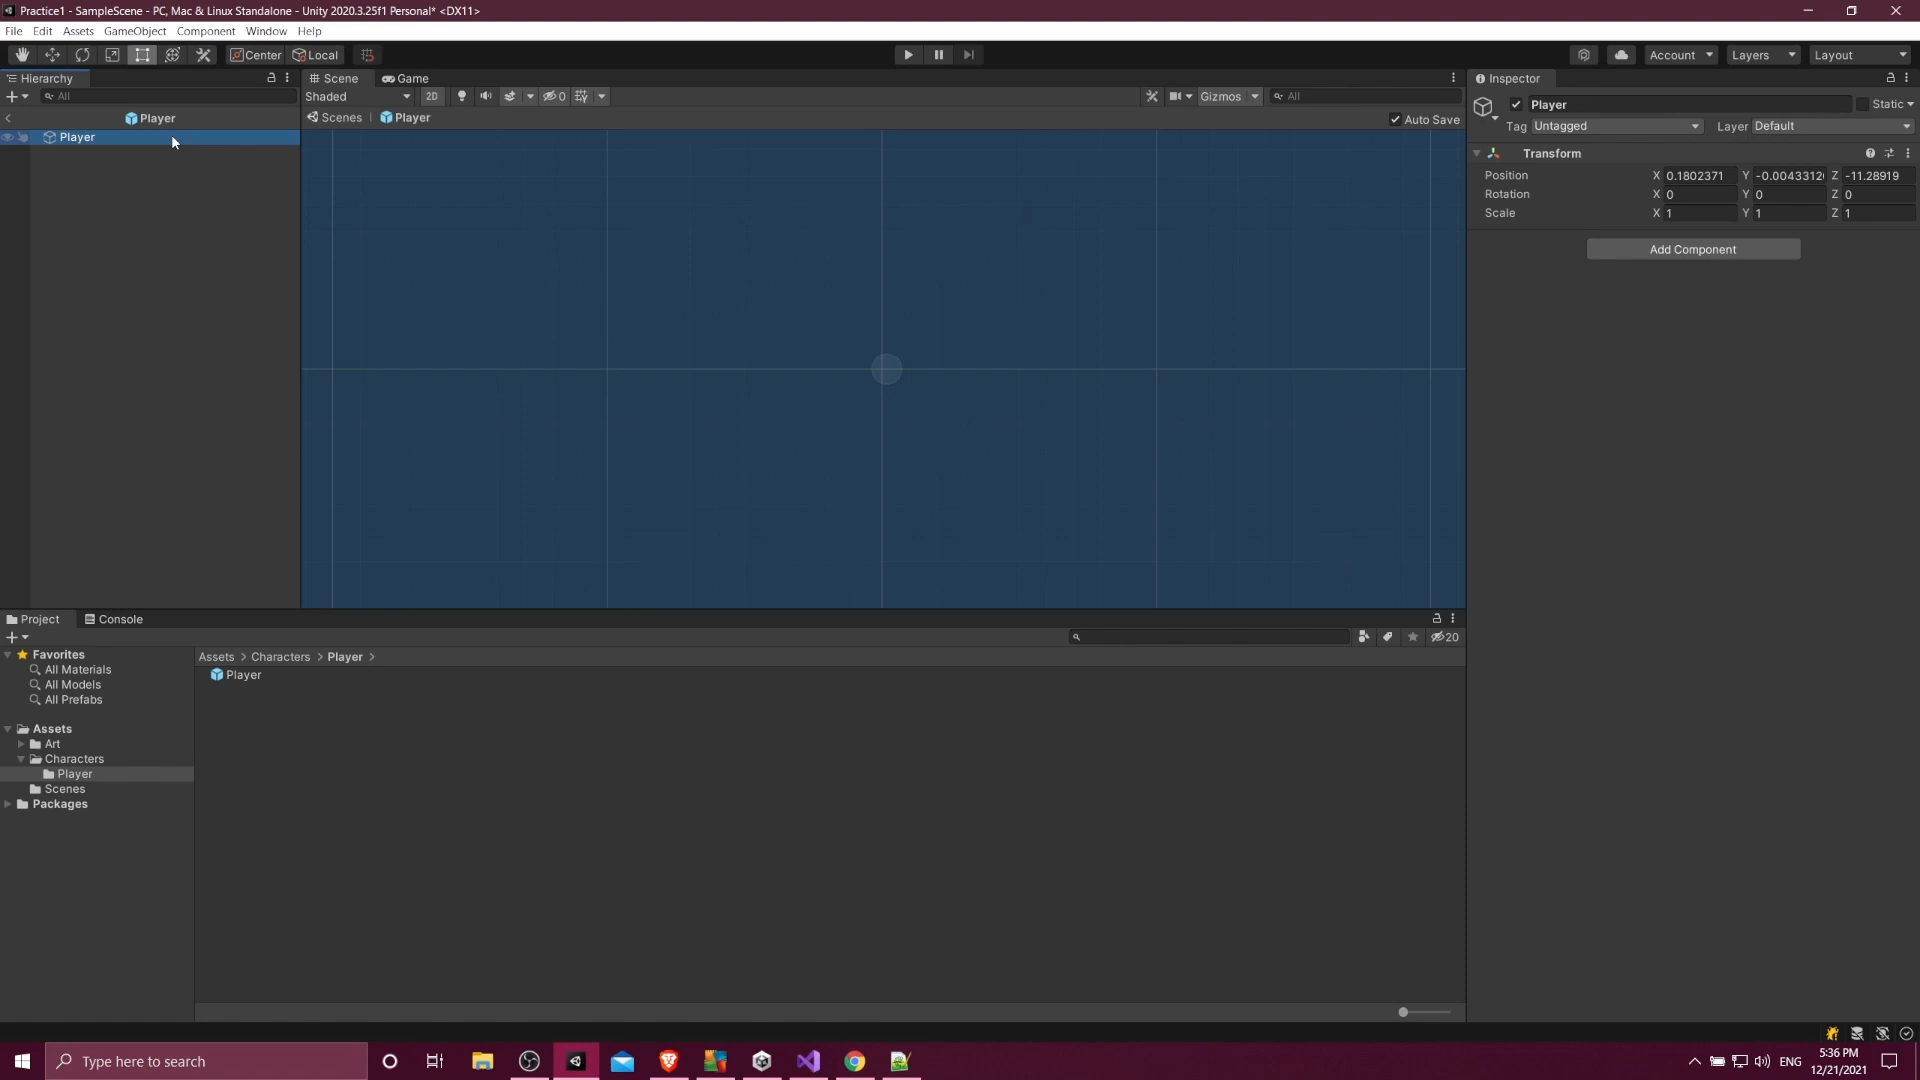 Practice1 - SampleScene - PC, Mac & Linux Standalone - Unity 2020.3.25f1 Personal* <DX11>
File Edit Assets GameObject Component Window Help
Center Local Account Layers Layout
Hierarchy
All
Player
Player
Scene Game
Shaded 2D 0 Gizmos All
Scenes Player Auto Save
Inspector
Player Static
Tag Untagged Layer Default
Transform
Position X 0.1802371 Y -0.0043312 Z -11.28919
Rotation X 0 Y 0 Z 0
Scale X 1 Y 1 Z 1
Add Component
Project Console
20
Favorites
All Materials
All Models
All Prefabs
Assets
Art
Characters
Player
Scenes
Packages
Assets > Characters > Player >
Player
Type here to search
ENG
5:36 PM
12/21/2021